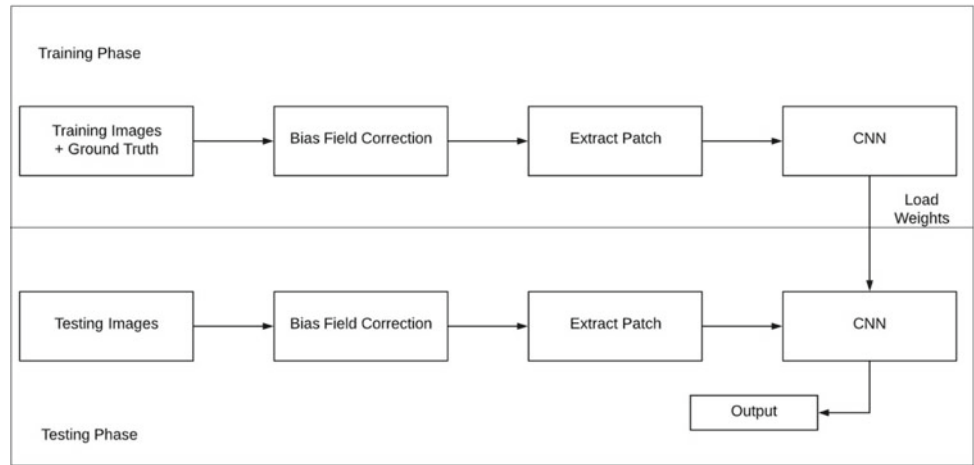 Training Phase
Training Images
+ Ground Truth
Bias Field Correction
Extract Patch
CNN
Load
Weights
Testing Images
Bias Field Correction
Extract Patch
CNN
Output
Testing Phase